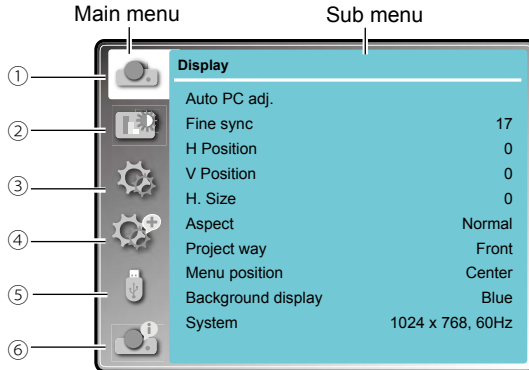 Main menu Sub menu
① Display
Auto PC adj.
② Fine sync 17
H Position 0
③ V Position 0
H. Size 0
④ Aspect Normal
Project way Front
Menu position Center
⑤ Background display Blue
System 1024 x 768, 60Hz
⑥